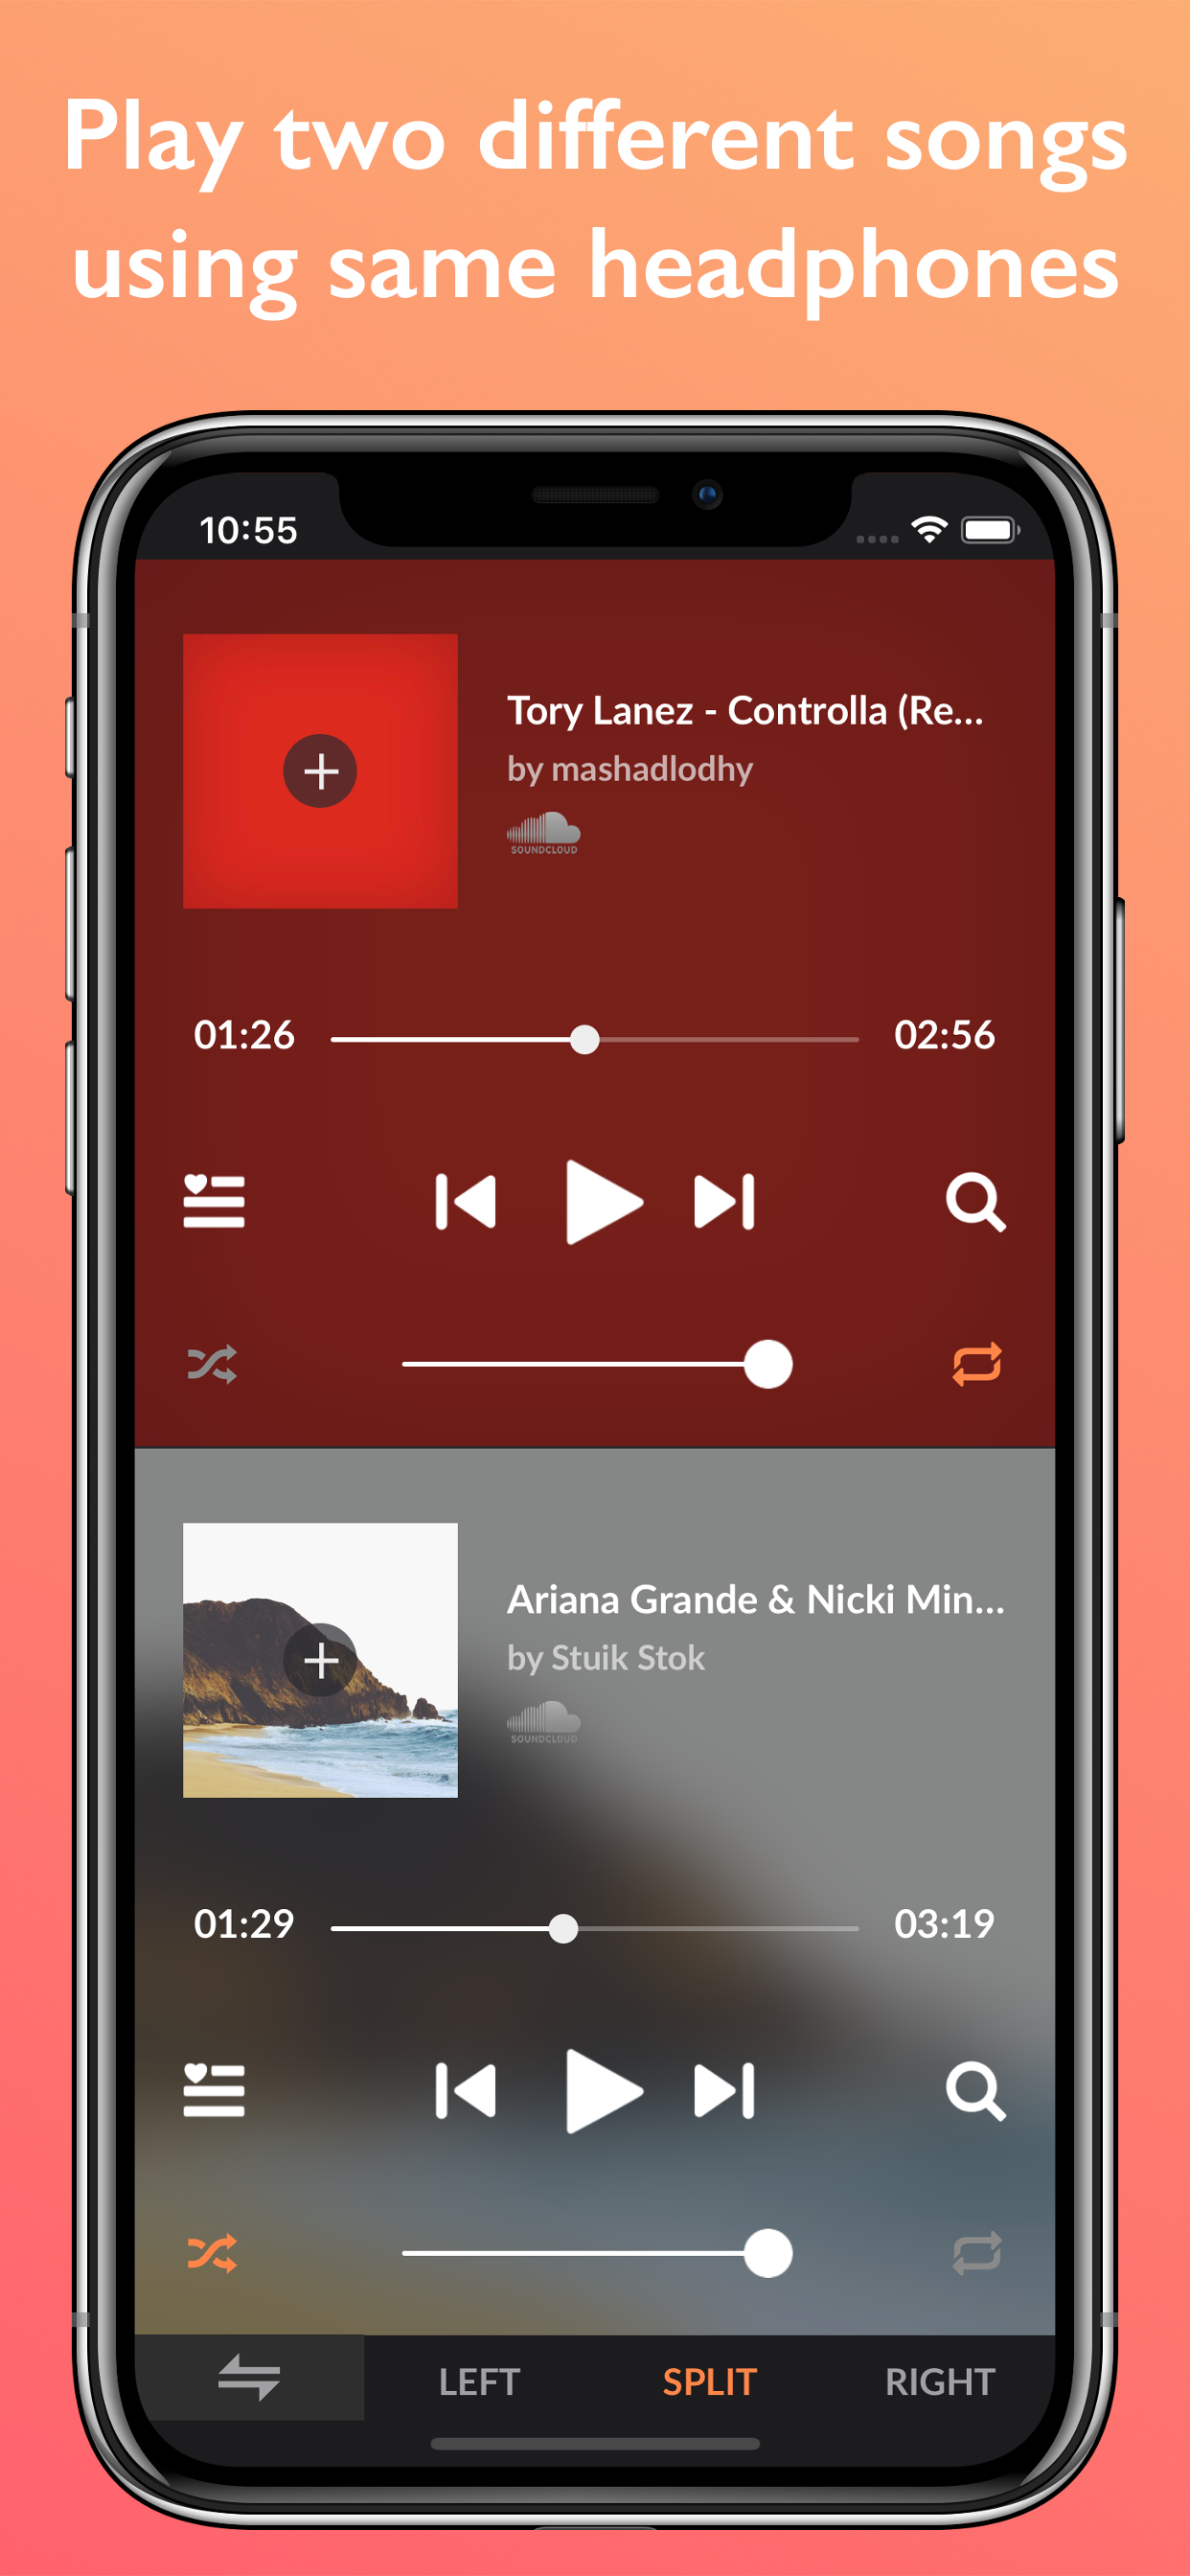 Play two different songs
using same headphones
10:55
Tory Lanez - Controlla (Re...
by mashadlodhy
SOUNDCLOUD
01:26
02:56
Ariana Grande & Nicki Min...
by Stuik Stok
SOUNDCLOUD
01:29
03:19
LEFT
SPLIT
RIGHT